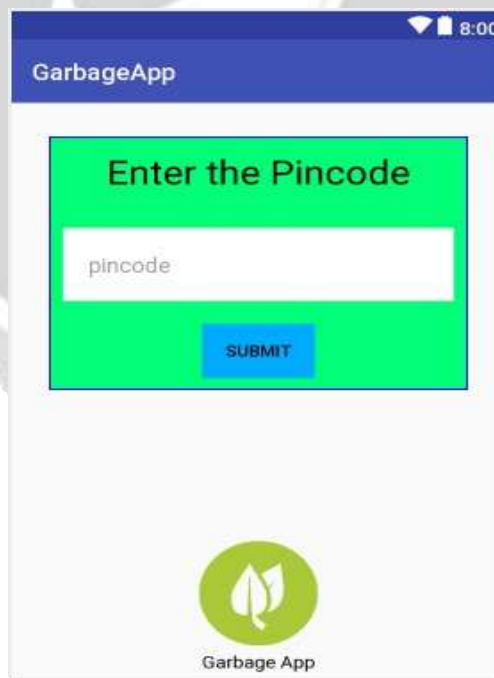 8:00
GarbageApp
Enter the Pincode
pincode
SUBMIT
Garbage App